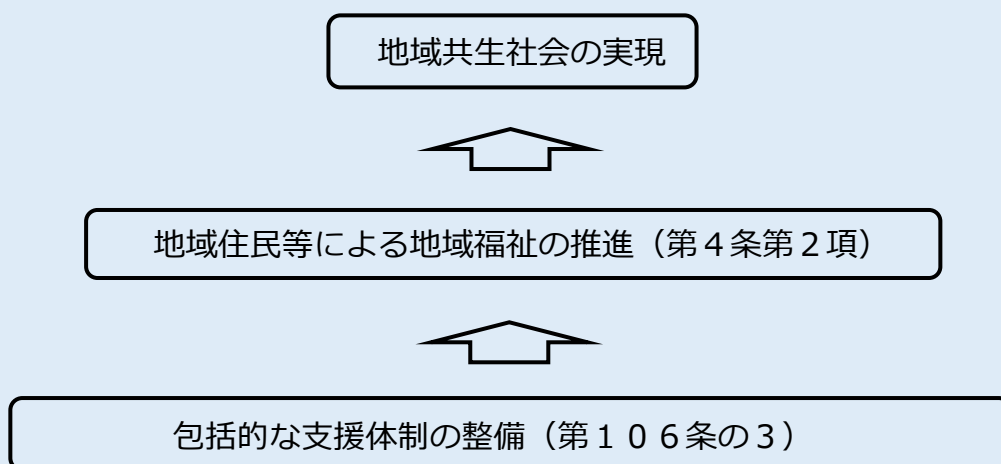 地域共生社会の実現
地域住民等による地域福祉の推進（第４条第２項）
包括的な支援体制の整備（第１０６条の３）